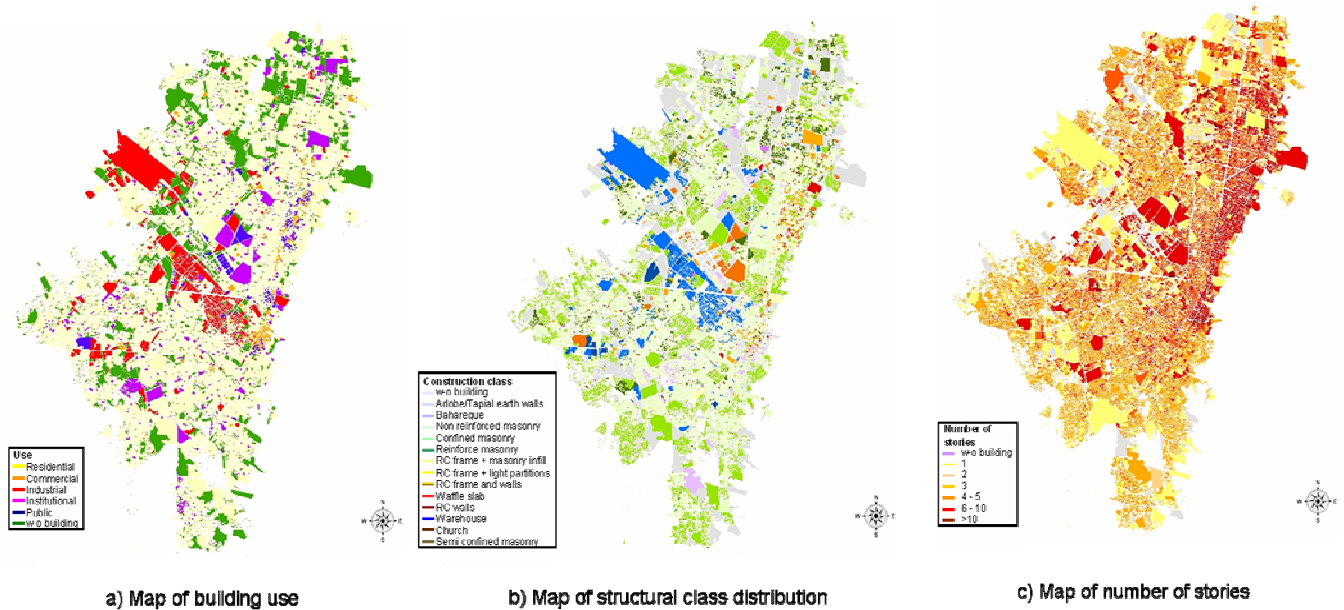 Use
Residential
Commercial
Industrial
Institutional
Public
w-o building
N
W
E
S
a) Map of building use
Construction class
w-o building
Adobe/Tapial earth walls
Bahareque
Non reinforced masonry
Confined masonry
Reinforce masonry
RC frame + masonry infill
RC frame + light partitions
RC frame and walls
Waffle slab
RC walls
Warehouse
Church
Semi confined masonry
N
W
E
S
b) Map of structural class distribution
Number of
stories
w-o building
1
2
3
4 - 5
6 - 10
>10
N
W
E
S
c) Map of number of stories